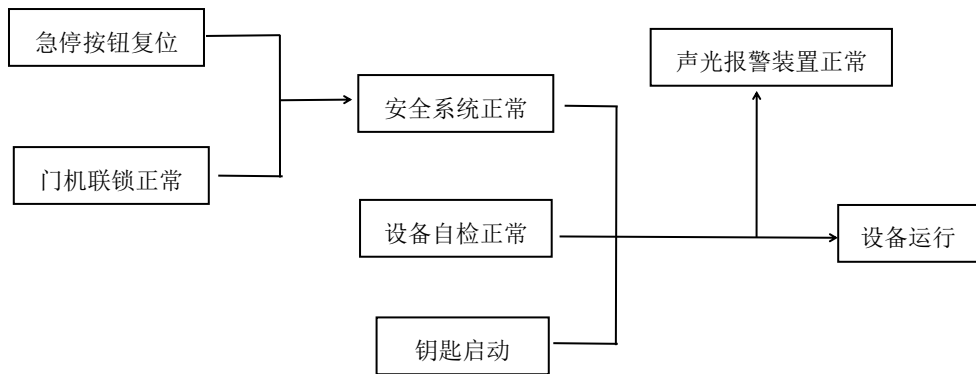 急停按钮复位
声光报警装置正常
安全系统正常
门机联锁正常
设备自检正常
设备运行
钥匙启动